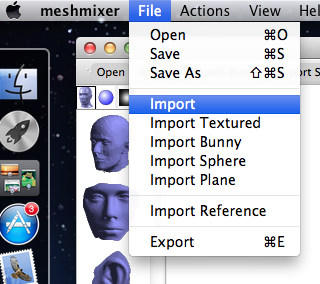 meshmixer File Actions View Hel
Open ⌘O
Save ⌘S
Save As ⇧⌘S
Open
Import
Import Textured
Import Bunny
Import Sphere
Import Plane
Import Reference
Export ⌘E
3